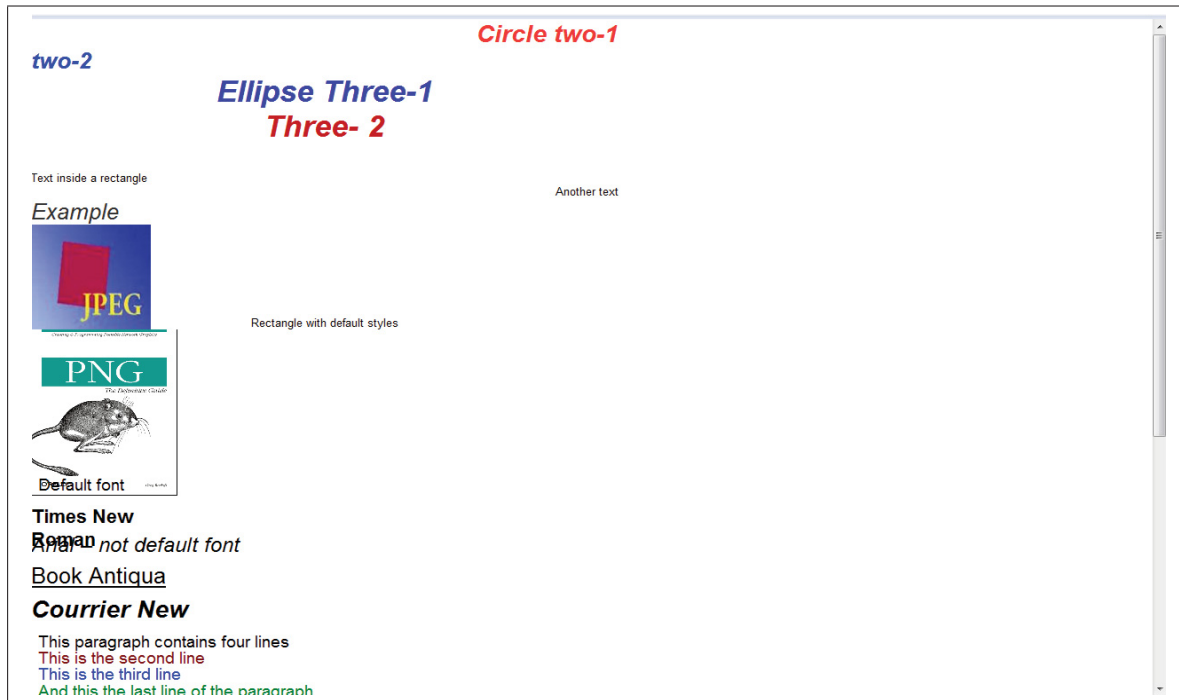 Circle two-1
two-2
Ellipse Three-1
Three- 2
Text inside a rectangle
Another text
Example
JPEG
Rectangle with default styles
PNG
The Definitive Guide
Default font
Times New
Roman
Arial – not default font
Book Antiqua
Courrier New
This paragraph contains four lines
This is the second line
This is the third line
And this the last line of the paragraph